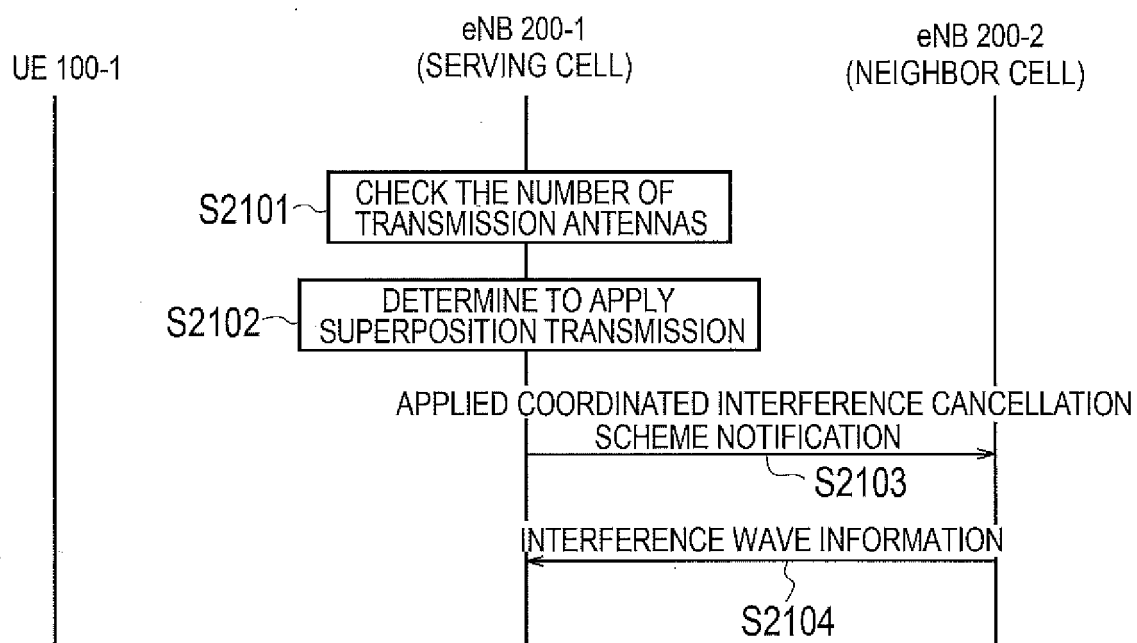 UE 100-1
eNB 200-1
(SERVING CELL)
eNB 200-2
(NEIGHBOR CELL)
S2101
CHECK THE NUMBER OF
TRANSMISSION ANTENNAS
S2102
DETERMINE TO APPLY
SUPERPOSITION TRANSMISSION
APPLIED COORDINATED INTERFERENCE CANCELLATION
SCHEME NOTIFICATION
S2103
INTERFERENCE WAVE INFORMATION
S2104